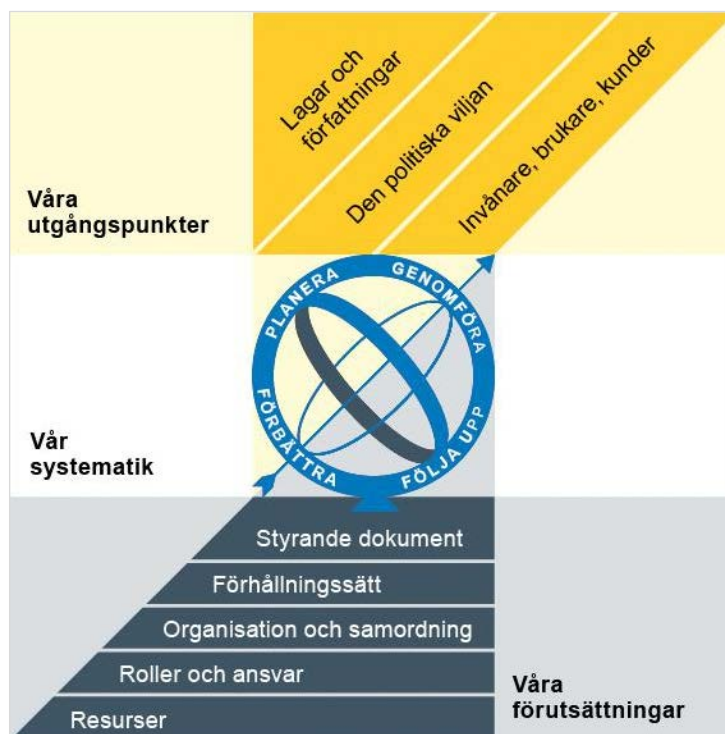 Lagar och
författningar
Den politiska viljan
Invånare, brukare, kunder
Våra
utgångspunkter
PLANERA
GENOMFÖRA
FÖLJA UPP
FÖRBÄTTRA
Vår
systematik
Styrande dokument
Förhållningssätt
Organisation och samordning
Roller och ansvar
Resurser
Våra
förutsättningar